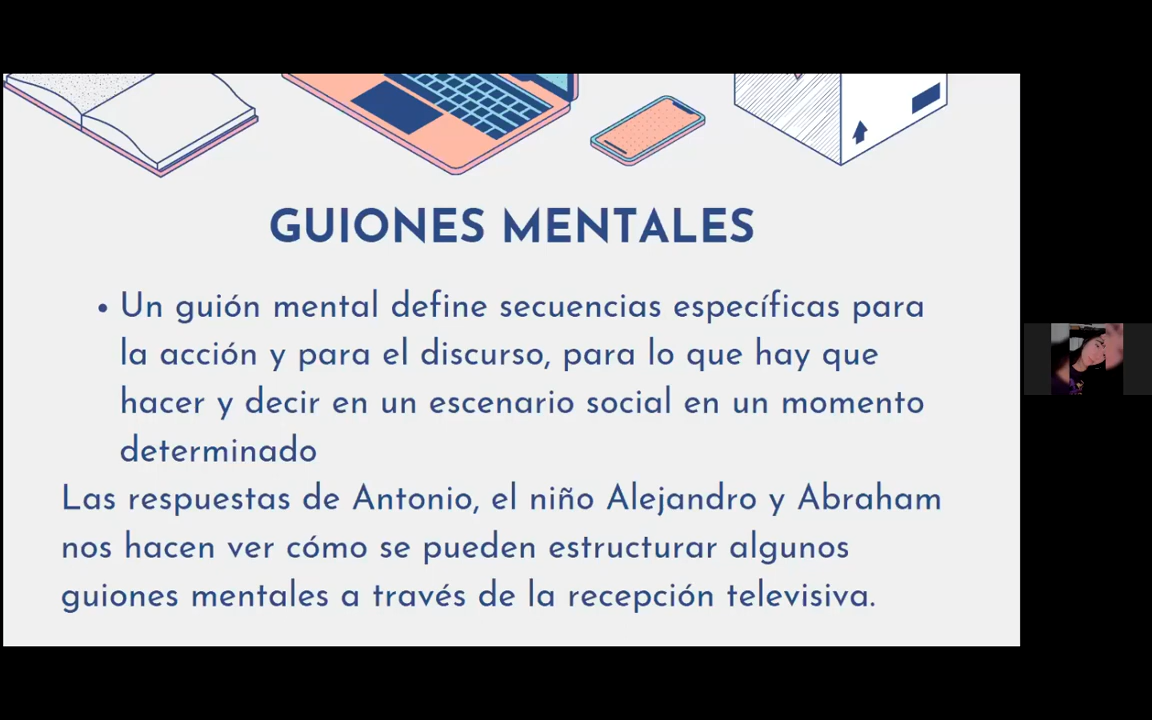 GUIONES MENTALES
• Un guión mental define secuencias específicas para
la acción y para el discurso, para lo que hay que
hacer y decir en un escenario social en un momento
determinado
Las respuestas de Antonio, el niño Alejandro y Abraham
nos hacen ver cómo se pueden estructurar algunos
guiones mentales a través de la recepción televisiva.